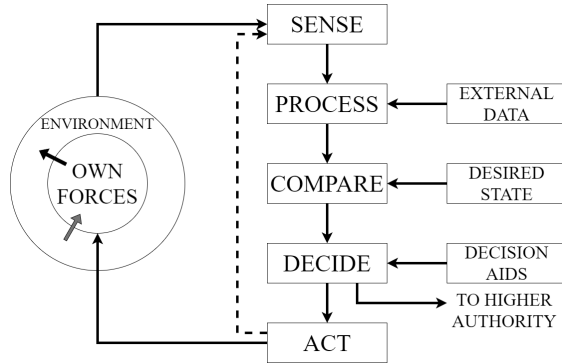 SENSE
PROCESS
EXTERNAL
DATA
ENVIRONMENT
OWN
FORCES
COMPARE
DESIRED
STATE
DECIDE
DECISION
AIDS
TO HIGHER
AUTHORITY
ACT